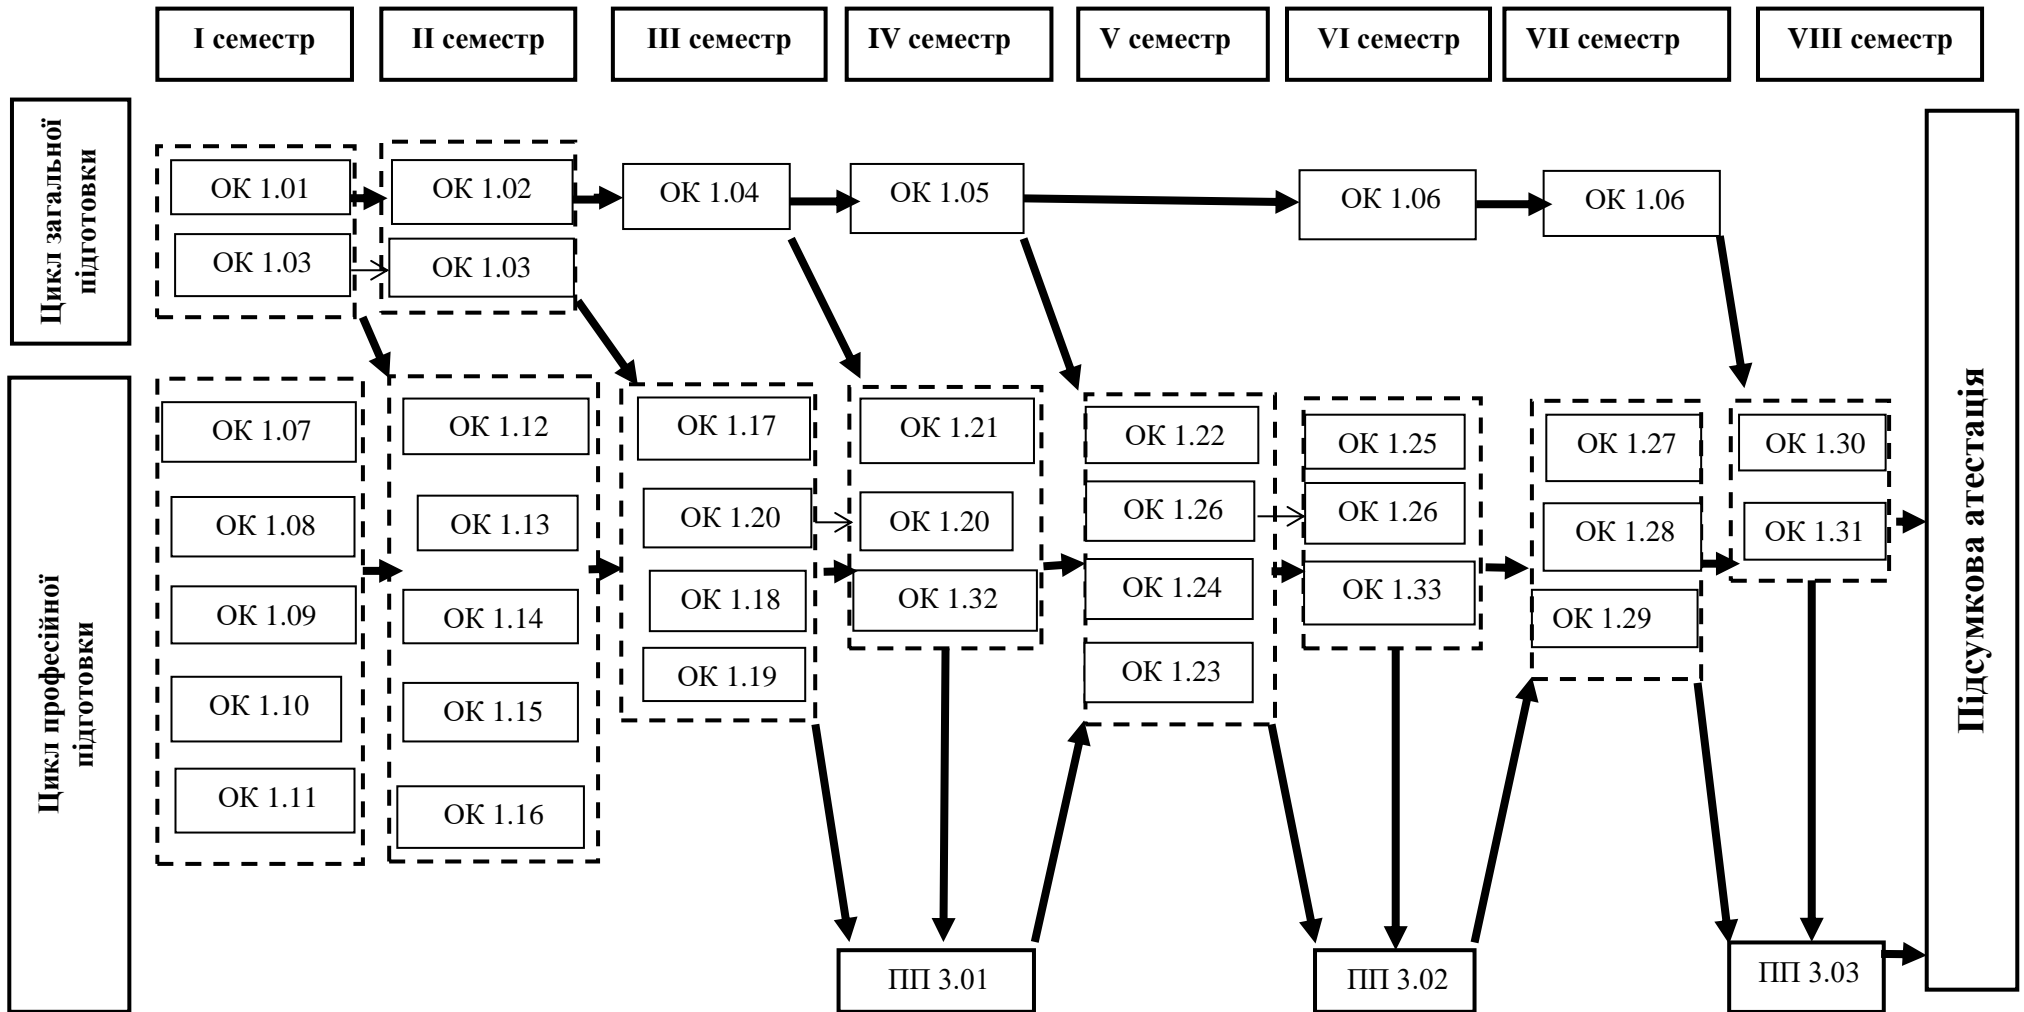 I семестр
II семестр
III семестр
IV семестр
V семестр
VI семестр
VII семестр
VIII семестр
Цикл загальної
підготовки
ОК 1.01
ОК 1.02
ОК 1.04
ОК 1.05
ОК 1.06
ОК 1.06
ОК 1.03
ОК 1.03
Цикл професійної
підготовки
ОК 1.07
ОК 1.08
ОК 1.09
ОК 1.10
ОК 1.11
ОК 1.12
ОК 1.13
ОК 1.14
ОК 1.15
ОК 1.16
ОК 1.17
ОК 1.20
ОК 1.18
ОК 1.19
ОК 1.21
ОК 1.20
ОК 1.32
ОК 1.22
ОК 1.26
ОК 1.24
ОК 1.23
ОК 1.25
ОК 1.26
ОК 1.33
ОК 1.27
ОК 1.28
ОК 1.29
ОК 1.30
ОК 1.31
ПП 3.01
ПП 3.02
ПП 3.03
Підсумкова атестація